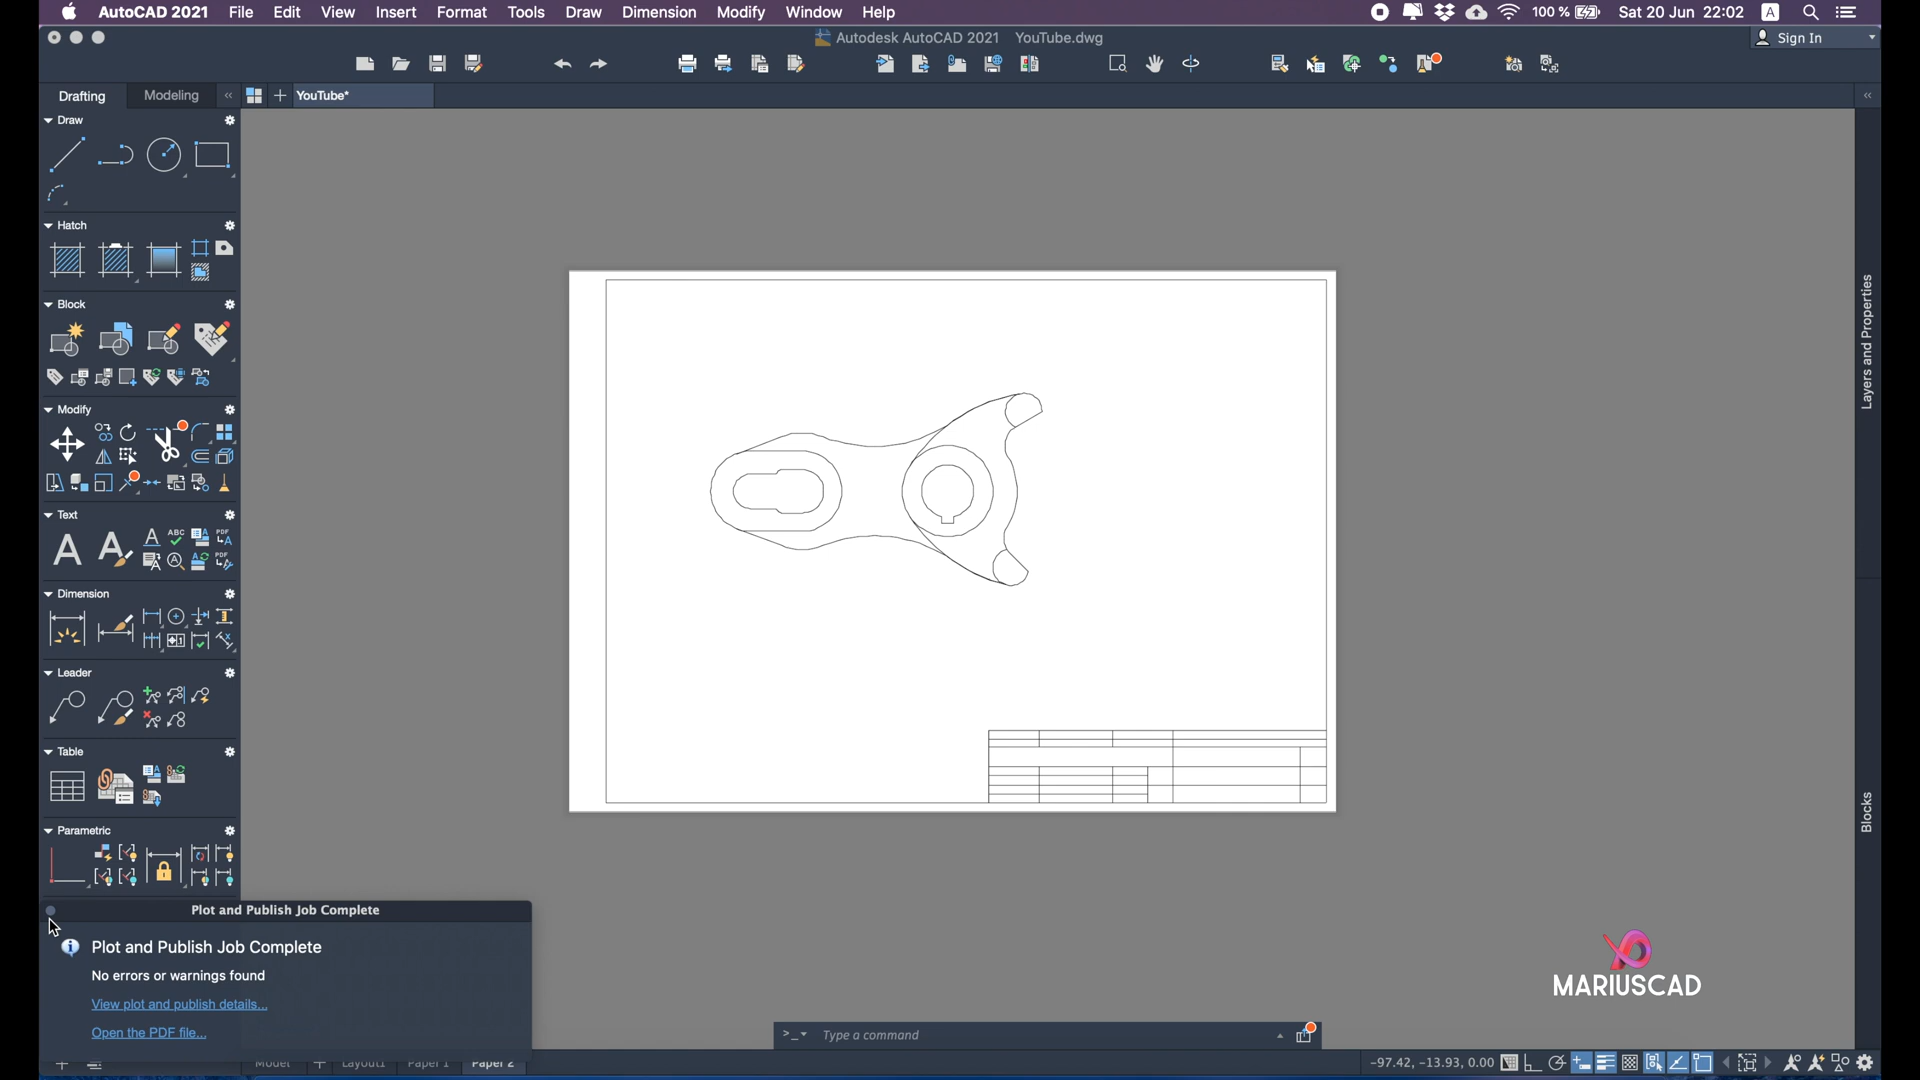 AutoCAD 2021 File Edit View Insert Format Tools Draw Dimension Modify Window Help 100 % Sat 20 Jun 22:02 A
Autodesk AutoCAD 2021 YouTube.dwg
Sign In
Drafting Modeling YouTube*
Draw
Hatch
Block
Modify
Text
Dimension
Leader
Table
Parametric
Layers and Properties
Blocks
Plot and Publish Job Complete
Plot and Publish Job Complete
No errors or warnings found
View plot and publish details...
Open the PDF file...
MARIUSCAD
>_ Type a command
Model Layout1 Paper 1 Paper 2
-97.42, -13.93, 0.00